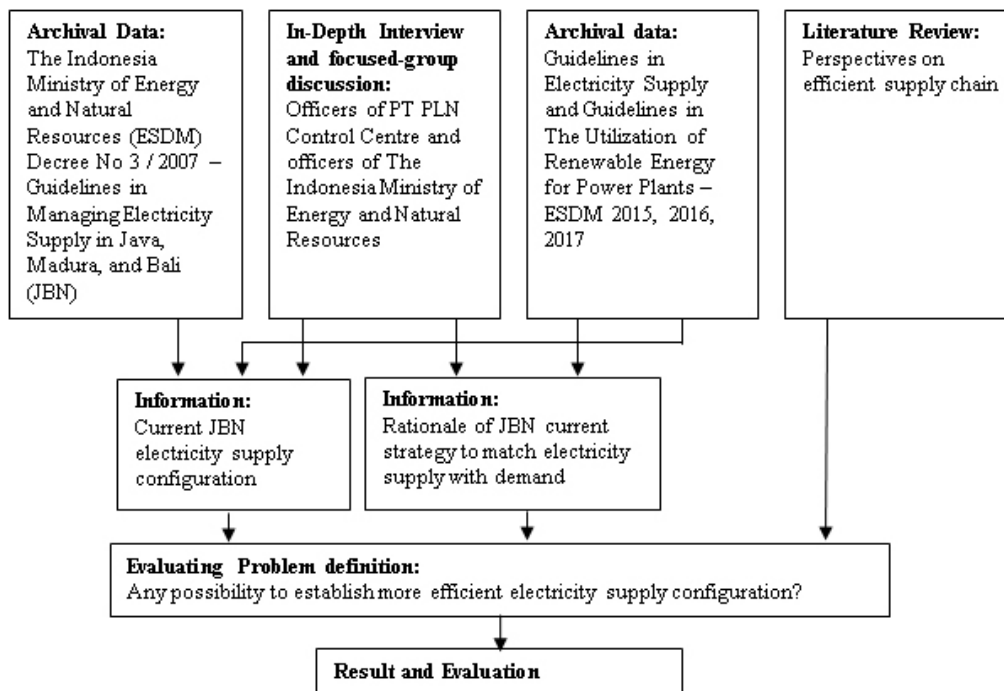 Archival Data:
The Indonesia
Ministry of Energy
and Natural
Resources (ESDM)
Decree No 3 / 2007 –
Guidelines in
Managing Electricity
Supply in Java,
Madura, and Bali
(JBN)
In-Depth Interview
and focused-group
discussion:
Officers of PT PLN
Control Centre and
officers of The
Indonesia Ministry of
Energy and Natural
Resources
Archival data:
Guidelines in
Electricity Supply
and Guidelines in
The Utilization of
Renewable Energy
for Power Plants –
ESDM 2015, 2016,
2017
Literature Review:
Perspectives on
efficient supply chain
Information:
Current JBN
electricity supply
configuration
Information:
Rationale of JBN current
strategy to match electricity
supply with demand
Evaluating Problem definition:
Any possibility to establish more efficient electricity supply configuration?
Result and Evaluation